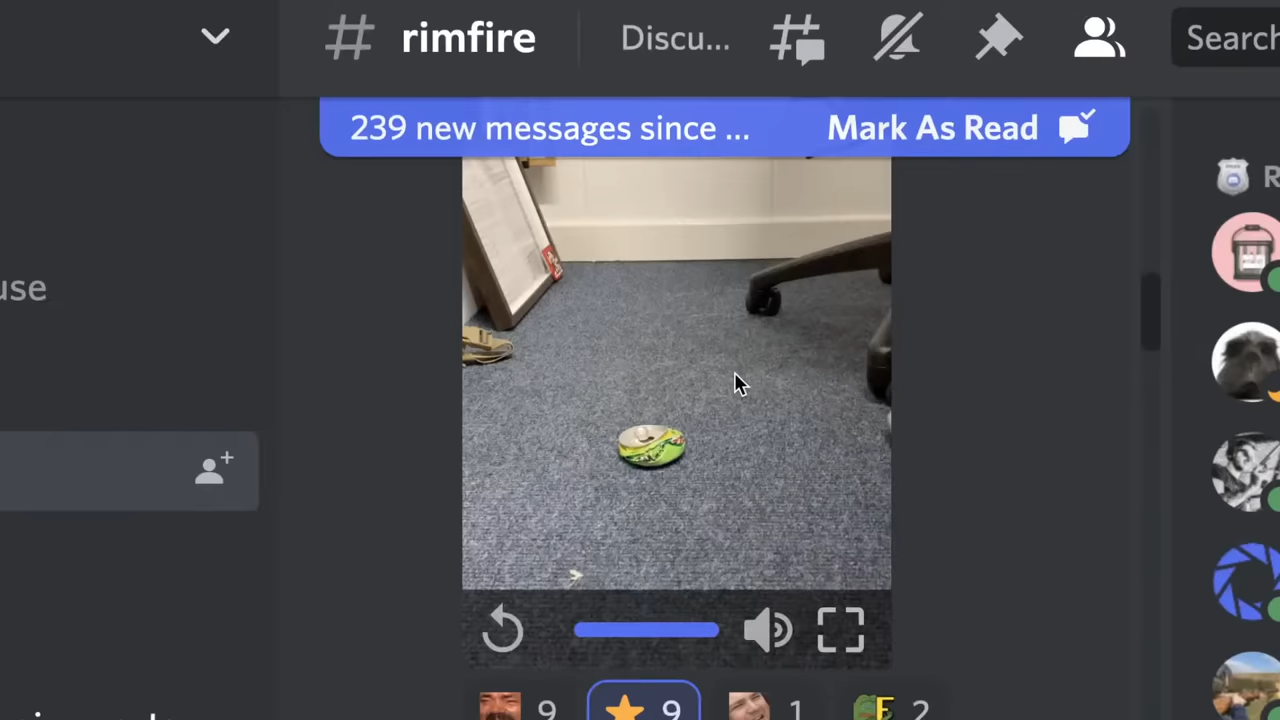 # rimfire
Discu...
Search
239 new messages since ...
Mark As Read
R
use
9
9
1
2